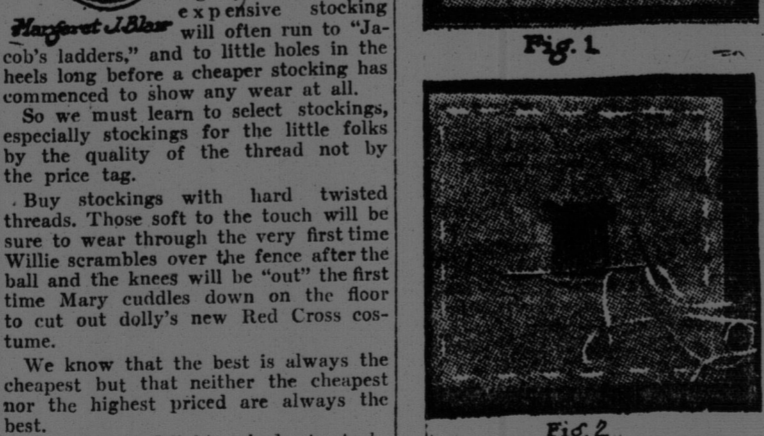 expensive stocking
Margaret J. Blair
will often run to "Ja-
cob's ladders," and to little holes in the
heels long before a cheaper stocking has
commenced to show any wear at all.
So we must learn to select stockings,
especially stockings for the little folks
by the quality of the thread not by
the price tag.
Buy stockings with hard twisted
threads. Those soft to the touch will be
sure to wear through the very first time
Willie scrambles over the fence after the
ball and the knees will be "out" the first
time Mary cuddles down on the floor
to cut out dolly's new Red Cross cos-
tume.
We know that the best is always the
cheapest but that neither the cheapest
nor the highest priced are always the
best.
Fig. 1
Fig. 2